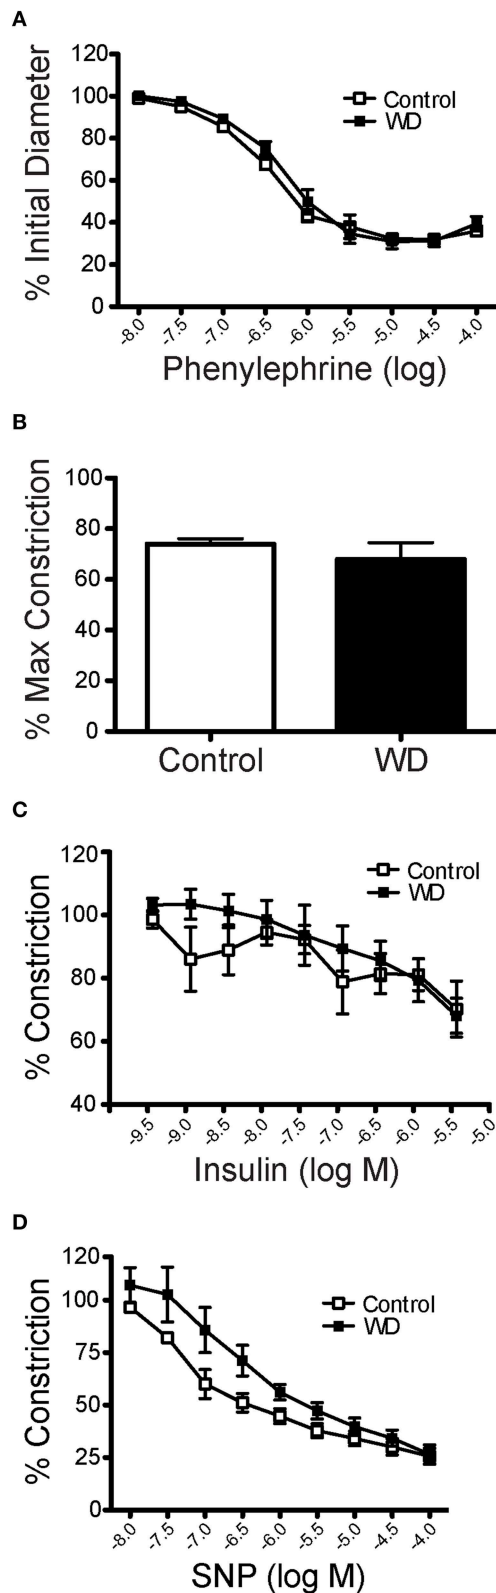 A
% Initial Diameter
120
100
80
60
40
20
0
Control
WD
-8.0 -7.5 -7.0 -6.5 -6.0 -5.5 -5.0 -4.5 -4.0
Phenylephrine (log)
B
% Max Constriction
100
80
60
40
20
0
Control WD
C
% Constriction
120
100
80
60
40
Control
WD
-9.5 -9.0 -8.5 -8.0 -7.5 -7.0 -6.5 -6.0 -5.5 -5.0
Insulin (log M)
D
% Constriction
120
100
75
50
25
0
Control
WD
-8.0 -7.5 -7.0 -6.5 -6.0 -5.5 -5.0 -4.5 -4.0
SNP (log M)